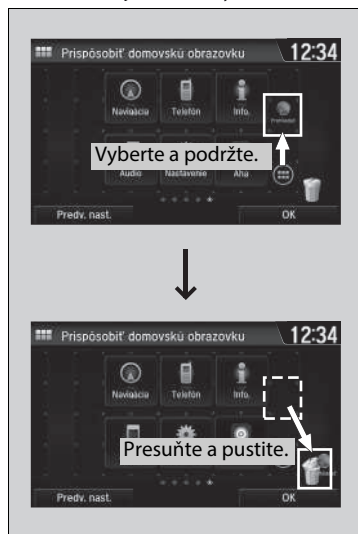 Prispôsobiť domovskú obrazovku 12:34
Navigácia Telefón Info.
Vyberte a podržte.
Audio Nastavenie Aha
Predv. nast. OK
Prispôsobiť domovskú obrazovku 12:34
Navigácia Telefón Info.
Presuňte a pustite.
Predv. nast. OK